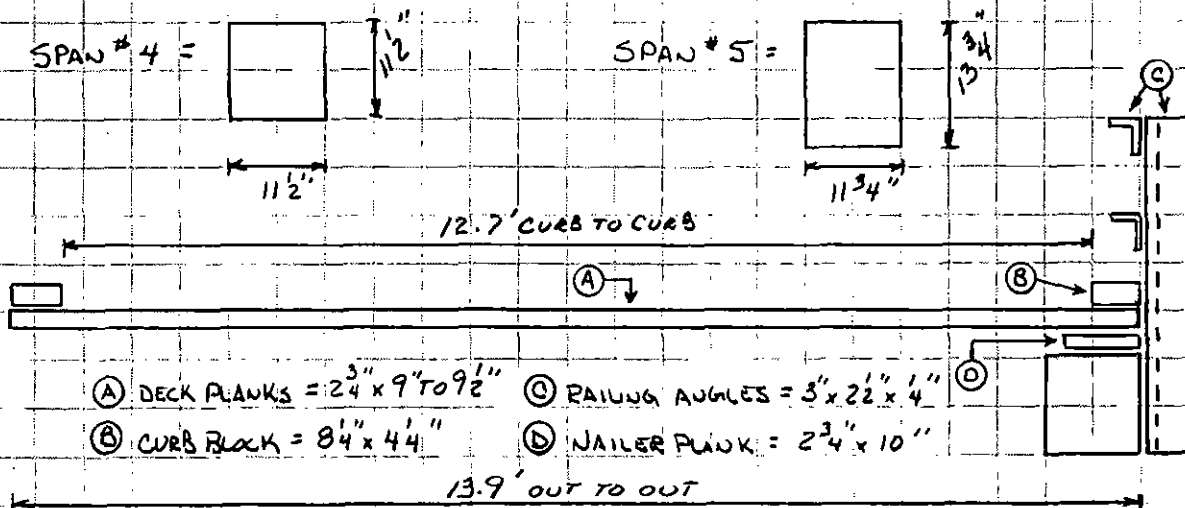 SPAN #4 =
11 1/2"
11 1/2"
SPAN #5 =
13 3/4"
11 3/4"
C
12.7' CURB TO CURB
A
B
D
A DECK PLANKS = 2 3/4" x 9" TO 9 1/2"
B CURB BLOCK = 8 1/4" x 4 1/4"
C RAILING ANGLES = 3" x 2 1/2" x 1/4"
D NAILER PLANK = 2 3/4" x 10"
13.9' OUT TO OUT